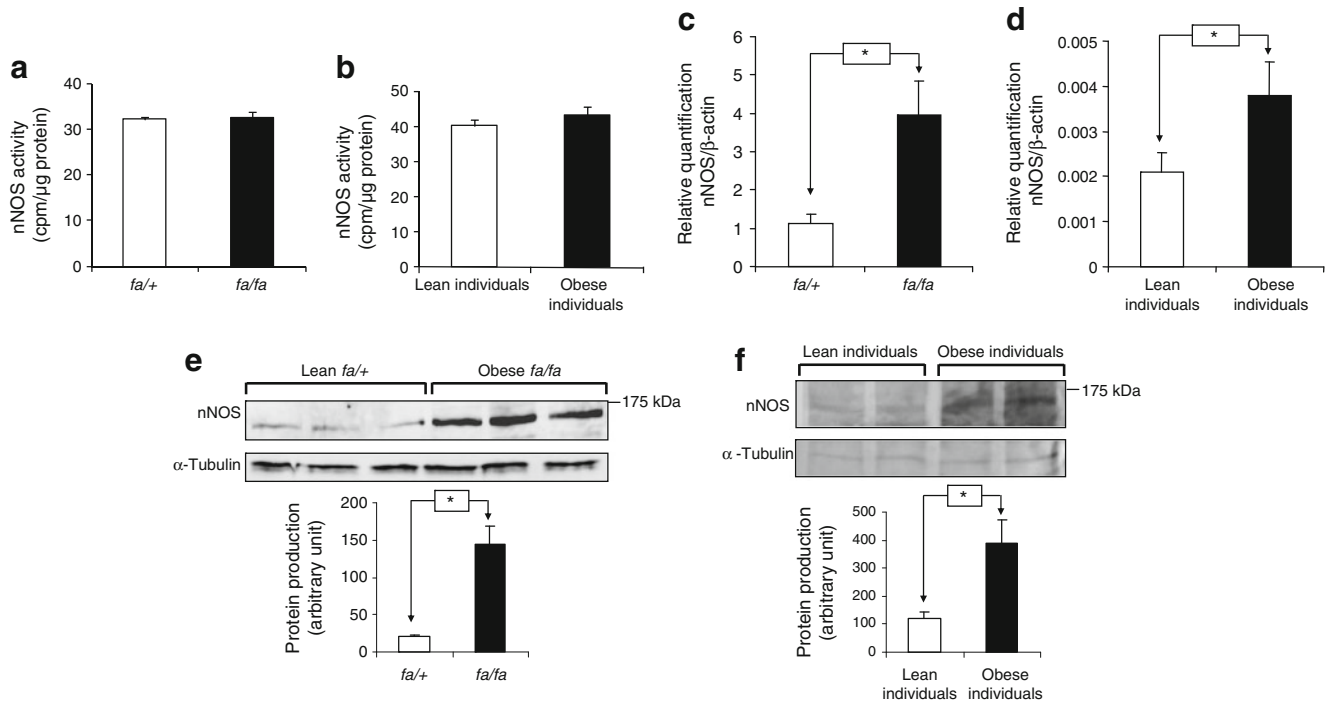 a
nNOS activity
(cpm/µg protein)
40
30
20
10
0
fa/+
fa/fa
b
nNOS activity
(cpm/µg protein)
50
40
30
20
10
0
Lean individuals
Obese
individuals
c
Relative quantification
nNOS/β-actin
6
5
4
3
2
1
0
*
fa/+
fa/fa
d
Relative quantification
nNOS/β-actin
0.005
0.004
0.003
0.002
0.001
0
*
Lean
individuals
Obese
individuals
e
Lean fa/+
Obese fa/fa
175 kDa
nNOS
α-Tubulin
Protein production
(arbitrary unit)
200
150
100
50
0
*
fa/+
fa/fa
f
Lean individuals
Obese individuals
175 kDa
nNOS
α -Tubulin
Protein production
(arbitrary unit)
500
400
300
200
100
0
*
Lean
individuals
Obese
individuals